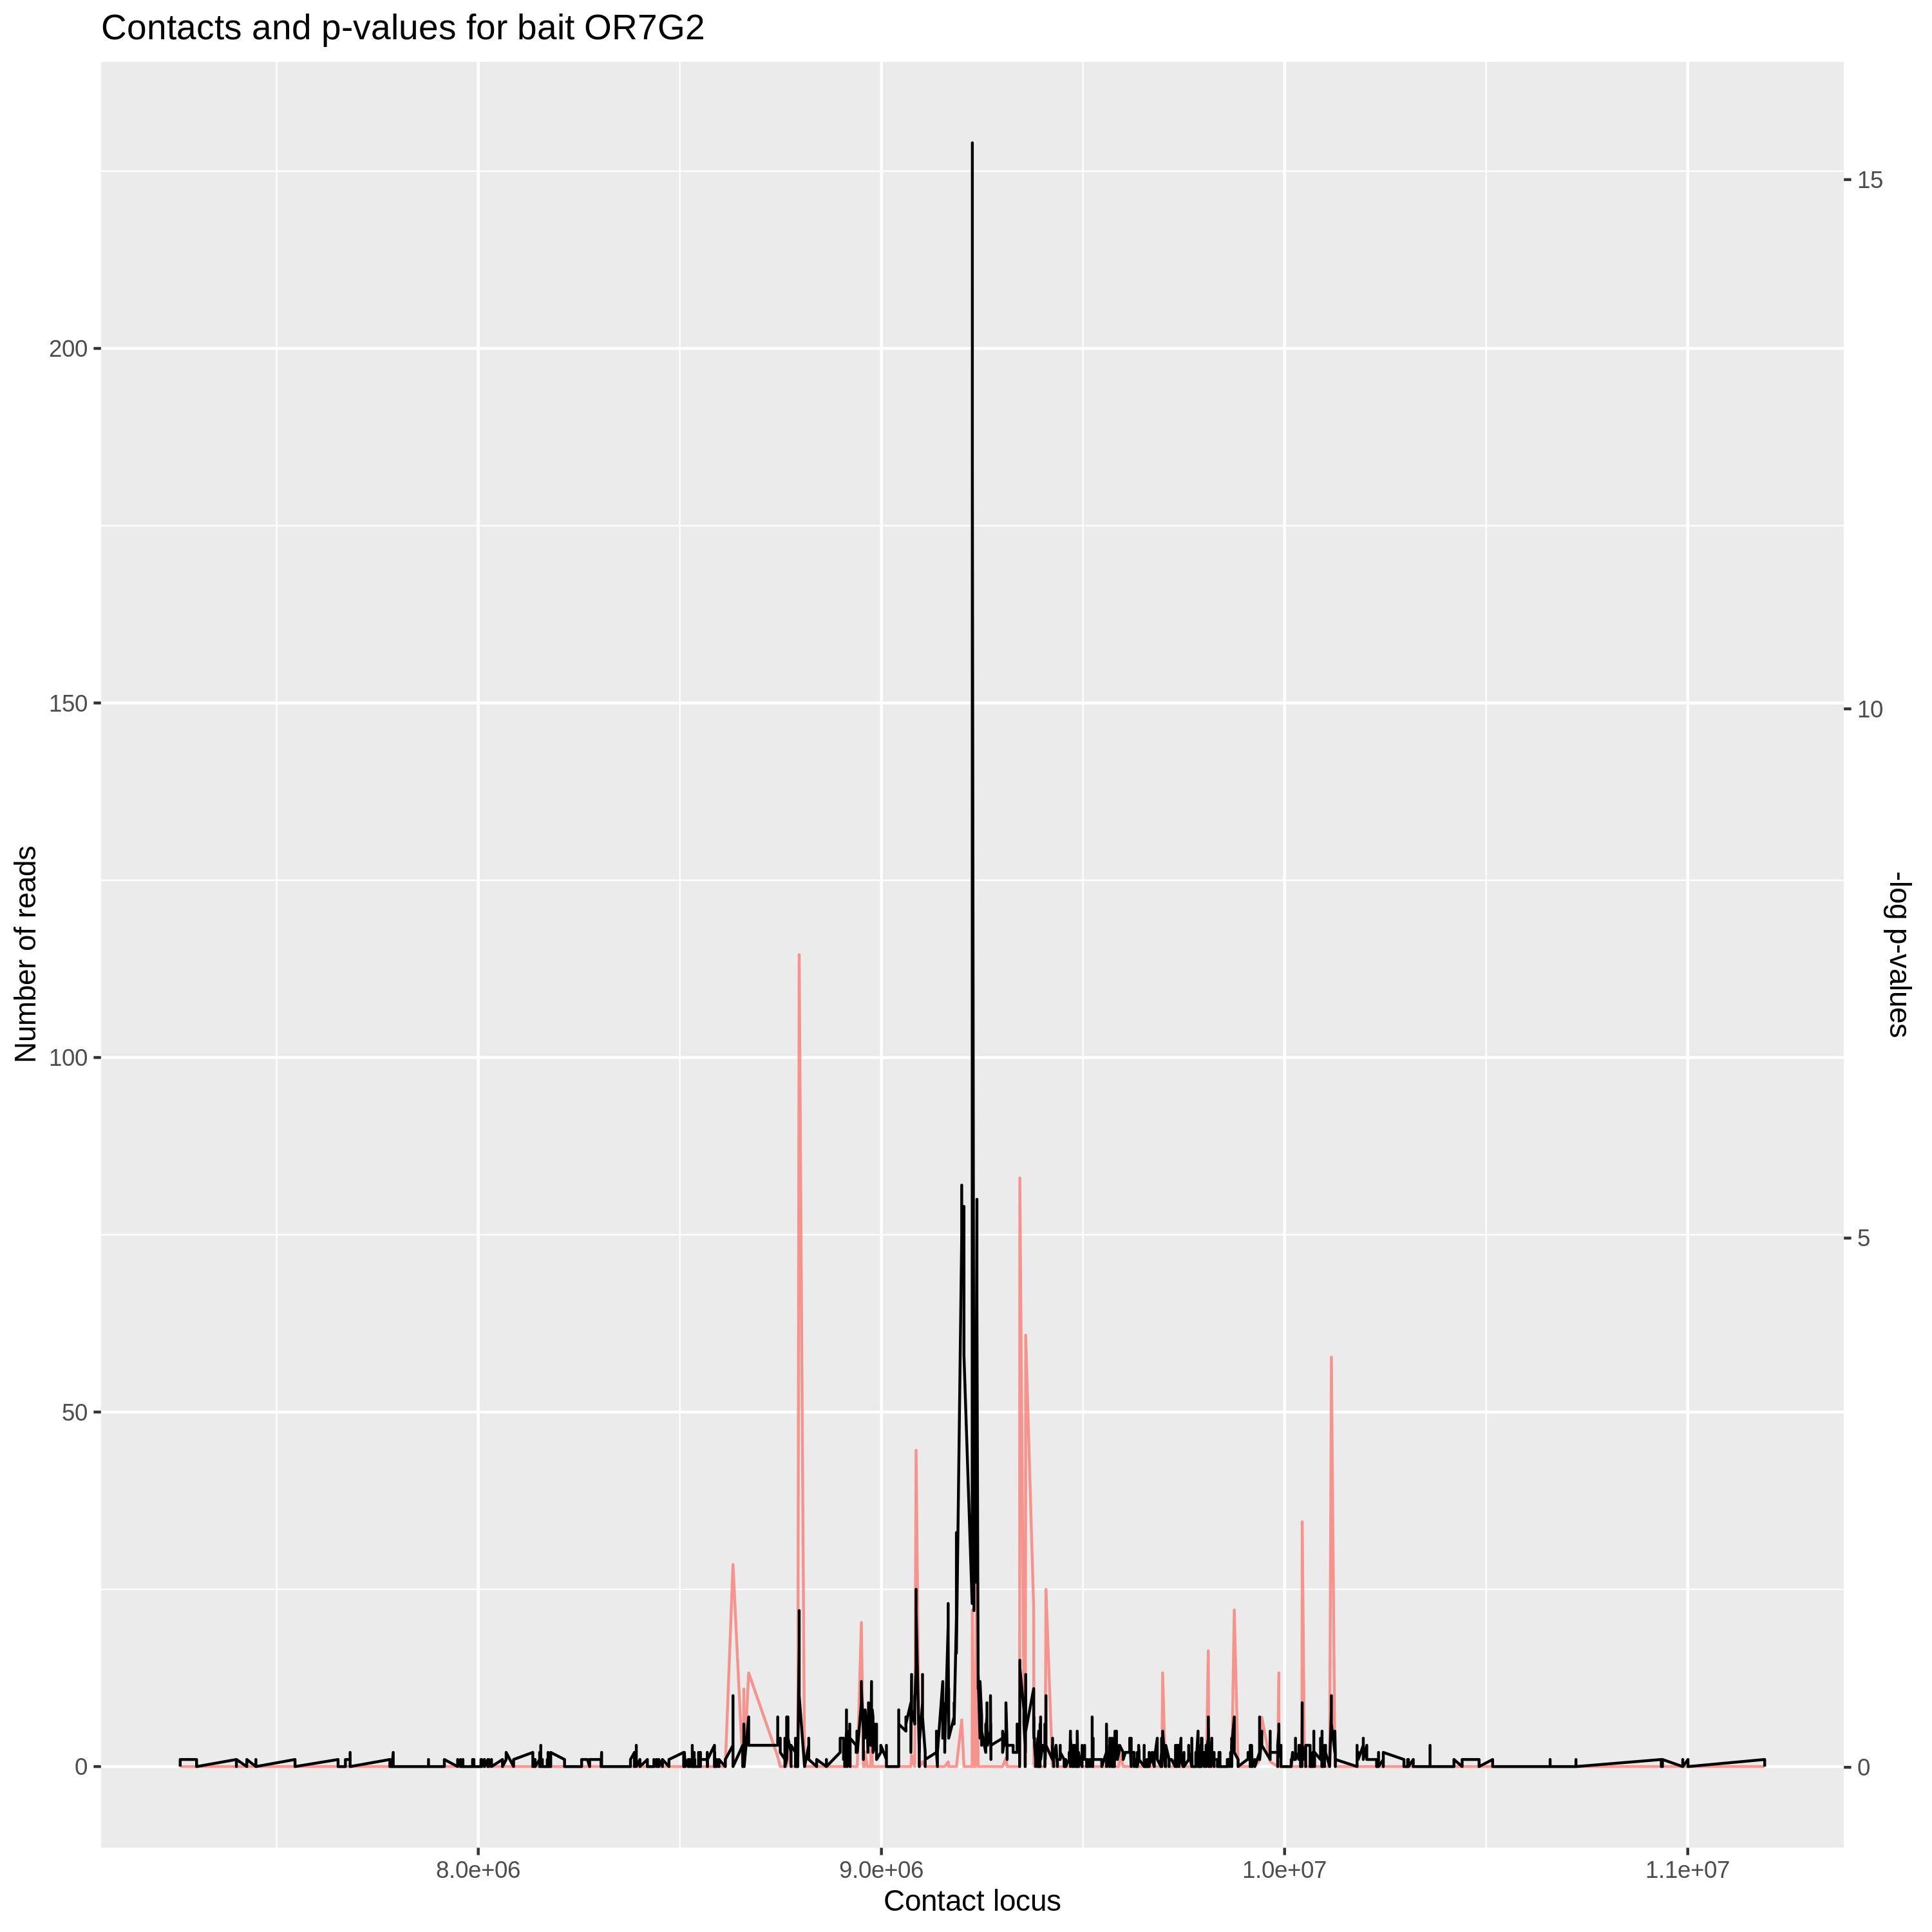 Contacts and p-values for bait OR7G2
Number of reads
200
150
100
50
0
15
10
5
0
-log p-values
8.0e+06
9.0e+06
1.0e+07
1.1e+07
Contact locus